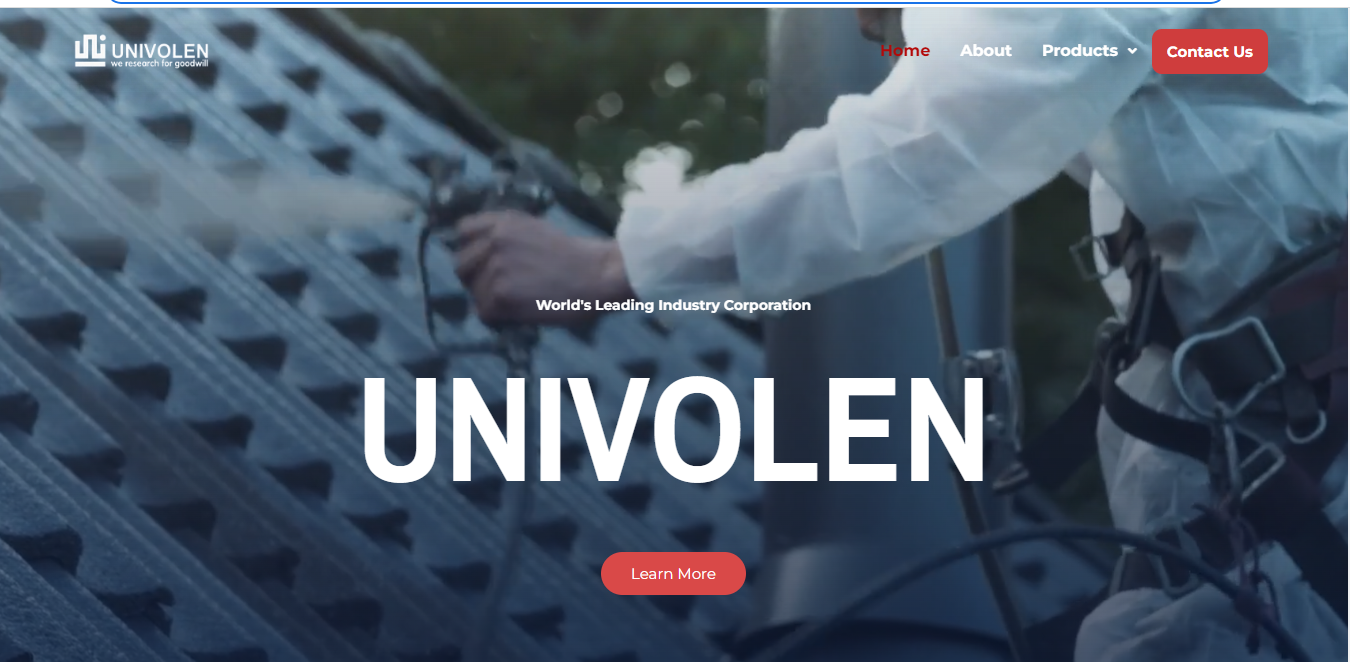 UNIVOLEN
we research for goodwill
Home
About
Products
Contact Us
World's Leading Industry Corporation
UNIVOLEN
Learn More